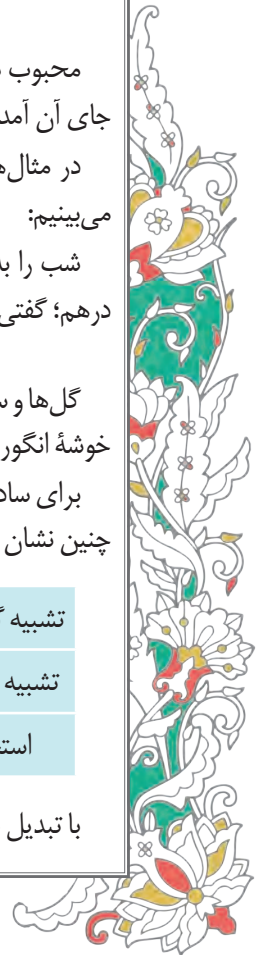 محبوب
جای آن آمد
در مثال‌ه
می‌بینیم:
شب را به
درهم؛ گفتی
گل‌ها و س
خوشهٔ انگور
برای ساد
چنین نشان
تشبیه گ
تشبیه
است
با تبدیل